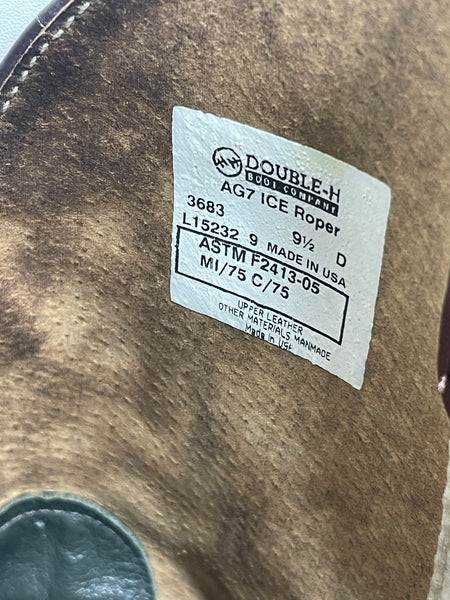 DOUBLE-H
BOOT COMPANY
AG7 ICE Roper
3683 9½ D
L15232 9 MADE IN USA
ASTM F2413-05
MI/75 C/75
UPPER LEATHER
OTHER MATERIALS MANMADE
Made in USA